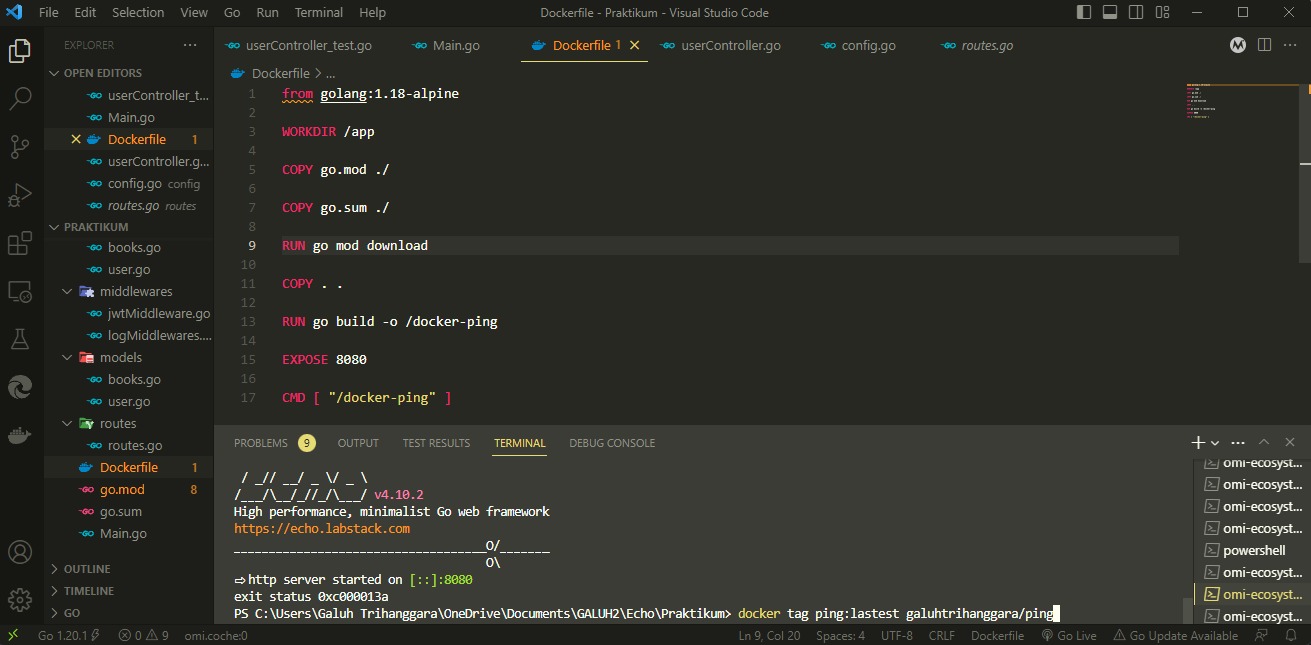 File Edit Selection View Go Run Terminal Help
Dockerfile - Praktikum - Visual Studio Code
EXPLORER
OPEN EDITORS
userController_t...
Main.go
Dockerfile 1
userController.g...
config.go config
routes.go routes
PRAKTIKUM
books.go
user.go
middlewares
jwtMiddleware.go
logMiddlewares....
models
books.go
user.go
routes
routes.go
Dockerfile 1
go.mod 8
go.sum
Main.go
OUTLINE
TIMELINE
GO
userController_test.go Main.go Dockerfile 1 userController.go config.go routes.go
Dockerfile > ...
1 from golang:1.18-alpine
2
3 WORKDIR /app
4
5 COPY go.mod ./
6
7 COPY go.sum ./
8
9 RUN go mod download
10
11 COPY . .
12
13 RUN go build -o /docker-ping
14
15 EXPOSE 8080
16
17 CMD [ "/docker-ping" ]
PROBLEMS 9 OUTPUT TEST RESULTS TERMINAL DEBUG CONSOLE
/ _// __/ _ \/ _ \
/___/\__/_//_/\___/ v4.10.2
High performance, minimalist Go web framework
https://echo.labstack.com
____________________________________O/_______
O\
⇨ http server started on [::]:8080
exit status 0xc000013a
PS C:\Users\Galuh Trihanggara\OneDrive\Documents\GALUH2\Echo\Praktikum> docker tag ping:lastest galuhtrihanggara/ping
omi-ecosyst...
omi-ecosyst...
omi-ecosyst...
omi-ecosyst...
powershell
omi-ecosyst...
omi-ecosyst...
omi-ecosyst...
Go 1.20.1 0 9 omi.coche:0
Ln 9, Col 20 Spaces: 4 UTF-8 CRLF Dockerfile Go Live Go Update Available